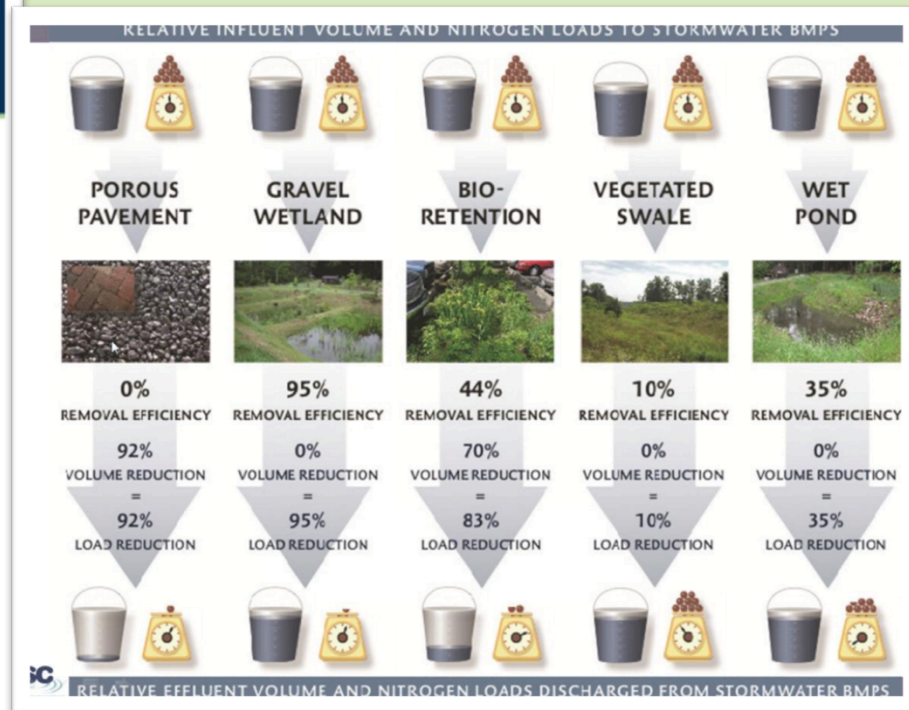 RELATIVE INFLUENT VOLUME AND NITROGEN LOADS TO STORMWATER BMPS
POROUS
PAVEMENT
GRAVEL
WETLAND
BIO-
RETENTION
VEGETATED
SWALE
WET
POND
0%
REMOVAL EFFICIENCY
92%
VOLUME REDUCTION
=
92%
LOAD REDUCTION
95%
REMOVAL EFFICIENCY
0%
VOLUME REDUCTION
=
95%
LOAD REDUCTION
44%
REMOVAL EFFICIENCY
70%
VOLUME REDUCTION
=
83%
LOAD REDUCTION
10%
REMOVAL EFFICIENCY
0%
VOLUME REDUCTION
=
10%
LOAD REDUCTION
35%
REMOVAL EFFICIENCY
0%
VOLUME REDUCTION
=
35%
LOAD REDUCTION
SC
RELATIVE EFFLUENT VOLUME AND NITROGEN LOADS DISCHARGED FROM STORMWATER BMPS